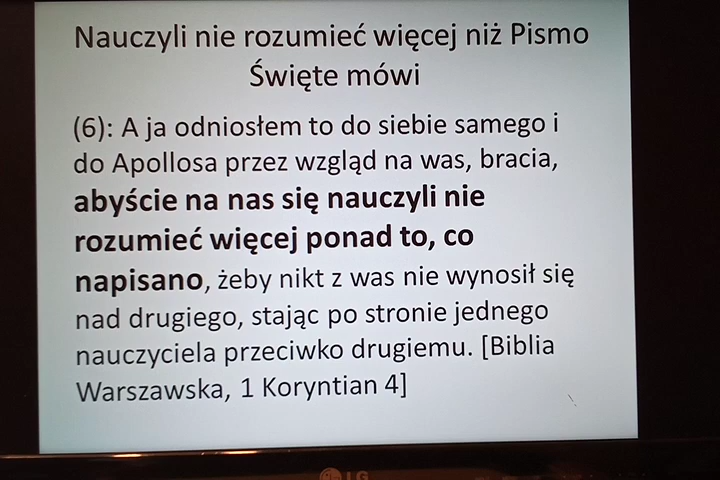 Nauczyli nie rozumieć więcej niż Pismo
Święte mówi
(6): A ja odniosłem to do siebie samego i
do Apollosa przez wzgląd na was, bracia,
abyście na nas się nauczyli nie
rozumieć więcej ponad to, co
napisano, żeby nikt z was nie wynosił się
nad drugiego, stając po stronie jednego
nauczyciela przeciwko drugiemu. [Biblia
Warszawska, 1 Koryntian 4]
LG